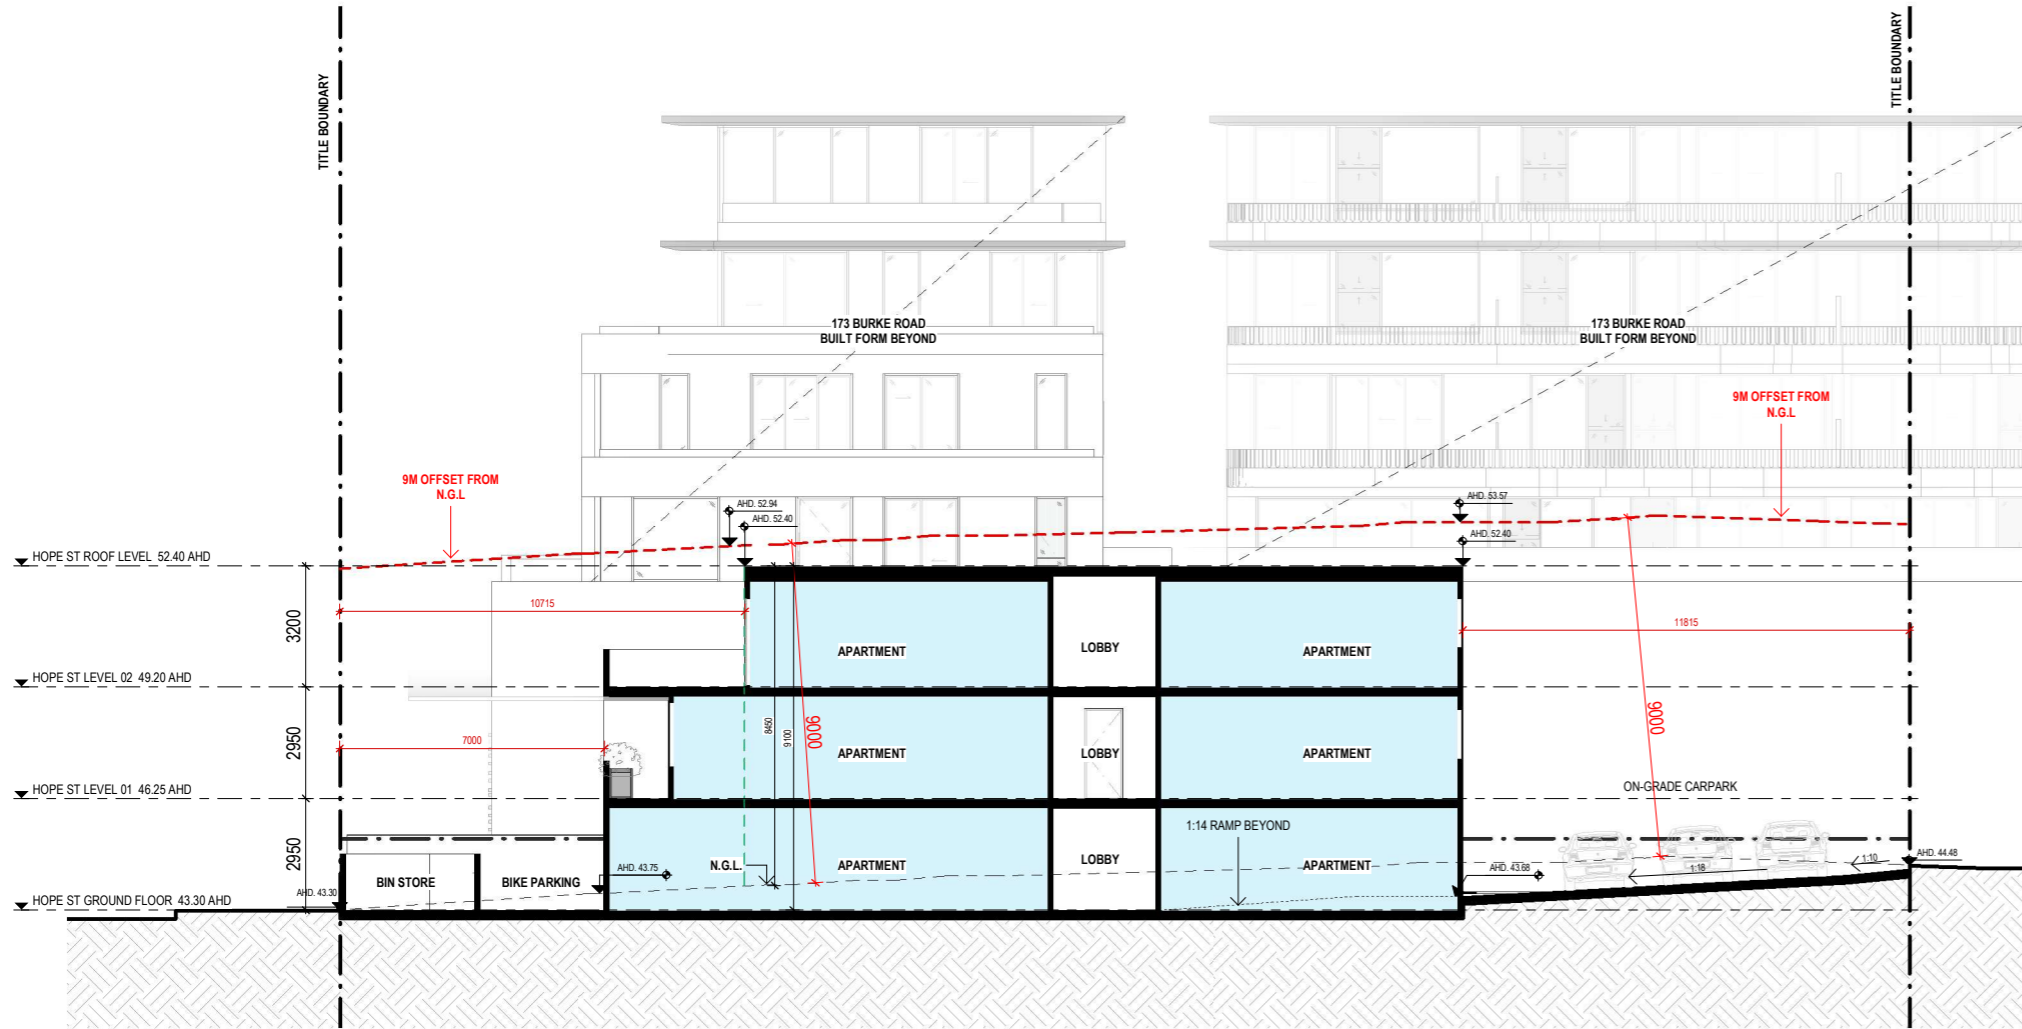 TITLE BOUNDARY
TITLE BOUNDARY
173 BURKE ROAD
BUILT FORM BEYOND
173 BURKE ROAD
BUILT FORM BEYOND
9M OFFSET FROM
N.G.L
9M OFFSET FROM
N.G.L
AHD. 52.94
AHD. 52.40
AHD. 53.57
AHD. 52.40
HOPE ST ROOF LEVEL 52.40 AHD
3200
10715
11815
APARTMENT
LOBBY
APARTMENT
HOPE ST LEVEL 02 49.20 AHD
2950
7000
8450
9100
9000
9000
APARTMENT
LOBBY
APARTMENT
HOPE ST LEVEL 01 46.25 AHD
ON-GRADE CARPARK
2950
1:14 RAMP BEYOND
N.G.L.
APARTMENT
LOBBY
APARTMENT
AHD. 43.75
AHD. 43.68
1:18
1:10
AHD. 44.48
BIN STORE
BIKE PARKING
AHD. 43.30
HOPE ST GROUND FLOOR 43.30 AHD